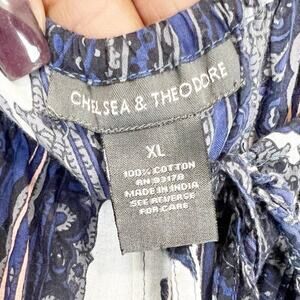 CHELSEA & THEODORE
XL
100% COTTON
RN 93170
MADE IN INDIA
SEE REVERSE
FOR CARE